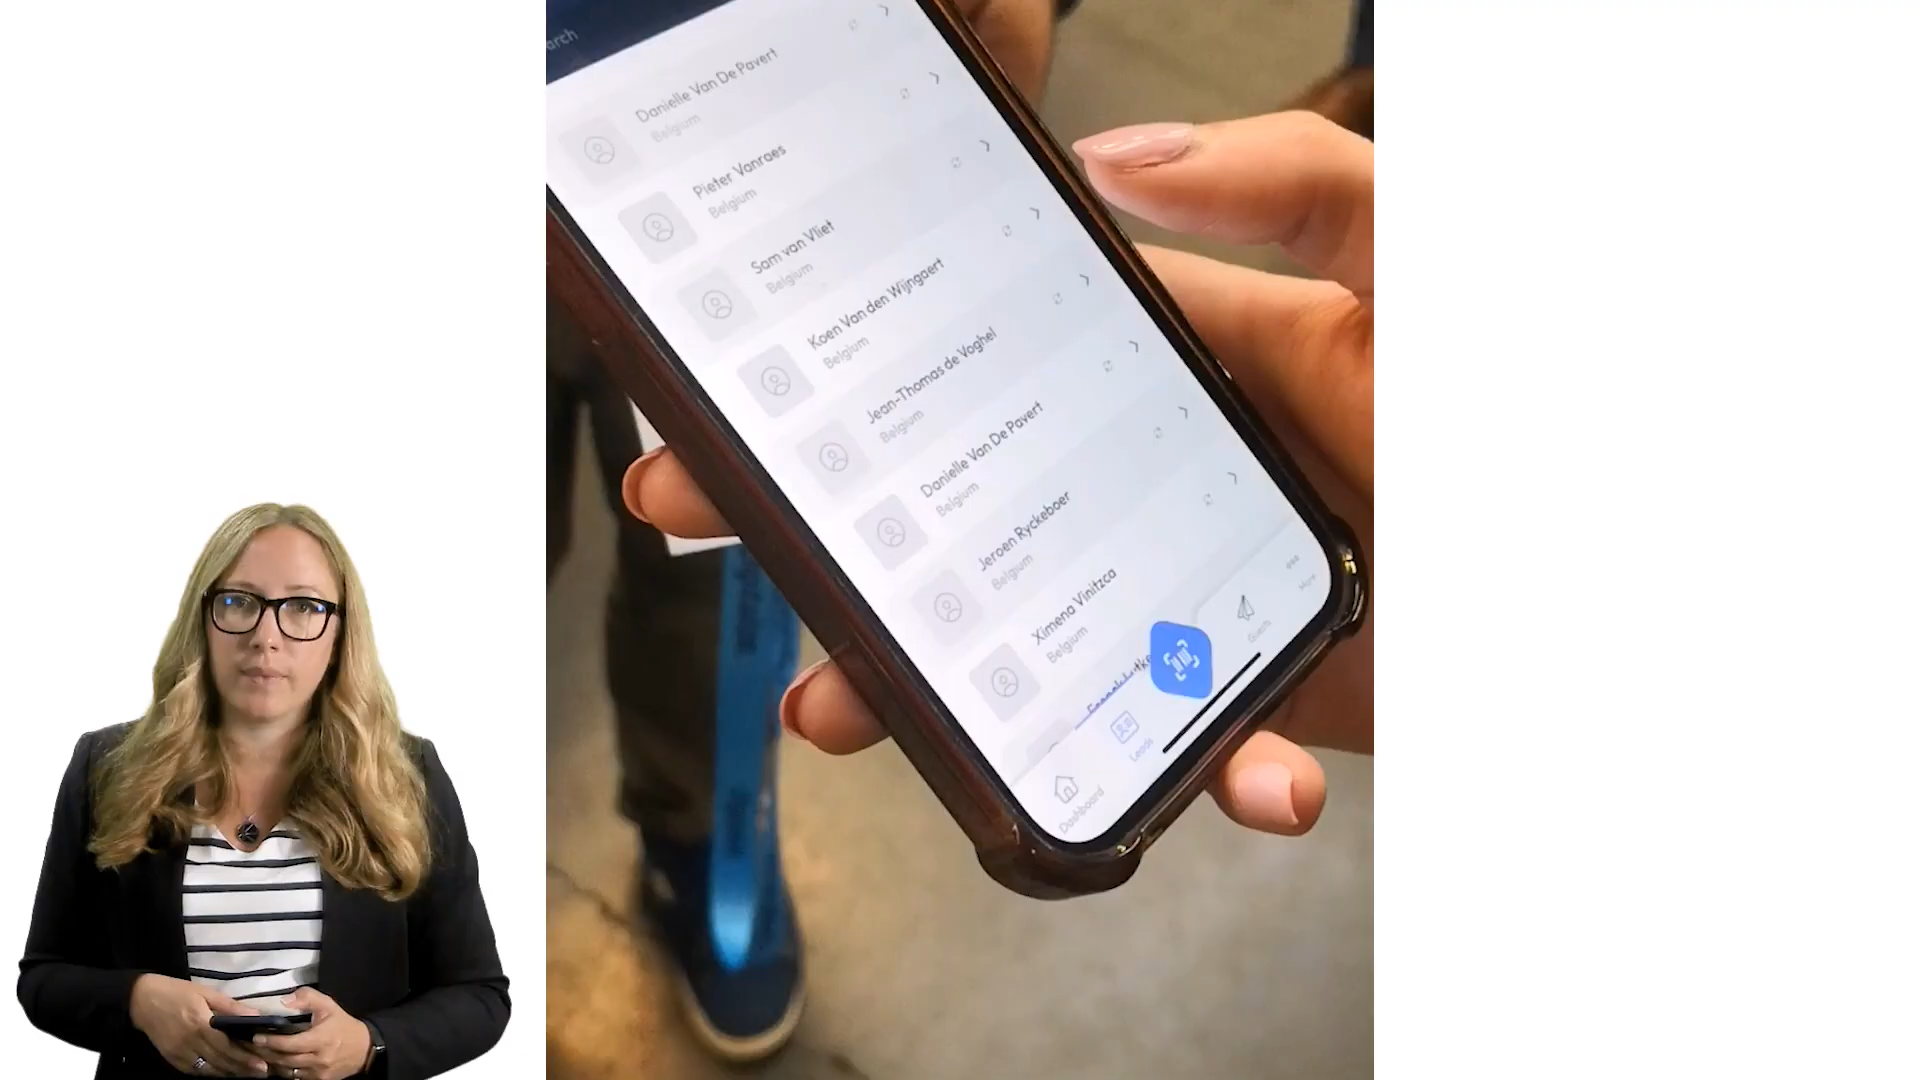 arch
Danielle Van De Pavert
Belgium
Pieter Vanraes
Belgium
Sam van Vliet
Belgium
Koen Van den Wijngaert
Belgium
Jean-Thomas de Voghel
Belgium
Danielle Van De Pavert
Belgium
Jeroen Ryckeboer
Belgium
Ximena Vinitzca
Belgium
Dashboard
Leads
Guests
More